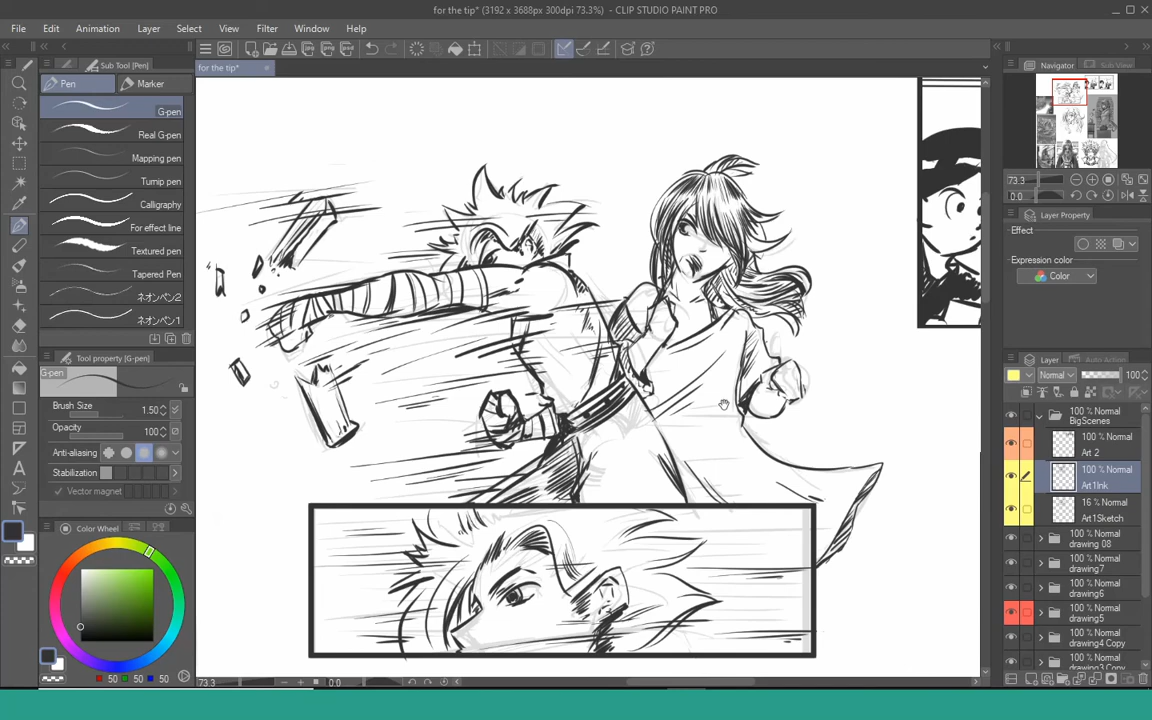 for the tip* (3192 x 3688px 300dpi 73.3%) - CLIP STUDIO PAINT PRO
File Edit Animation Layer Select Filter Window Help
Sub Tool [Pen]
for the tip*
Navigator
Sub View
Pen
Marker
G-pen
Real G-pen
Mapping pen
Turnip pen
Calligraphy
For effect line
Textured pen
Tapered Pen
ネオンペン2
ネオンペン1
Tool property [G-pen]
G-pen
Brush Size 1.50
Opacity 100
Anti-aliasing
Stabilization
Vector magnet
Color Wheel
50 50 50
73.3
0.0
73.3
0.0
Layer Property
Effect
Expression color
Color
Layer
Auto Action
Normal 100
100 % Normal
BigScenes
100 % Normal
Art 2
100 % Normal
Art1Ink
16 % Normal
Art1Sketch
100 % Normal
drawing 08
100 % Normal
drawing7
100 % Normal
drawing6
100 % Normal
drawing5
100 % Normal
drawing4 Copy
100 % Normal
drawing3 Copy